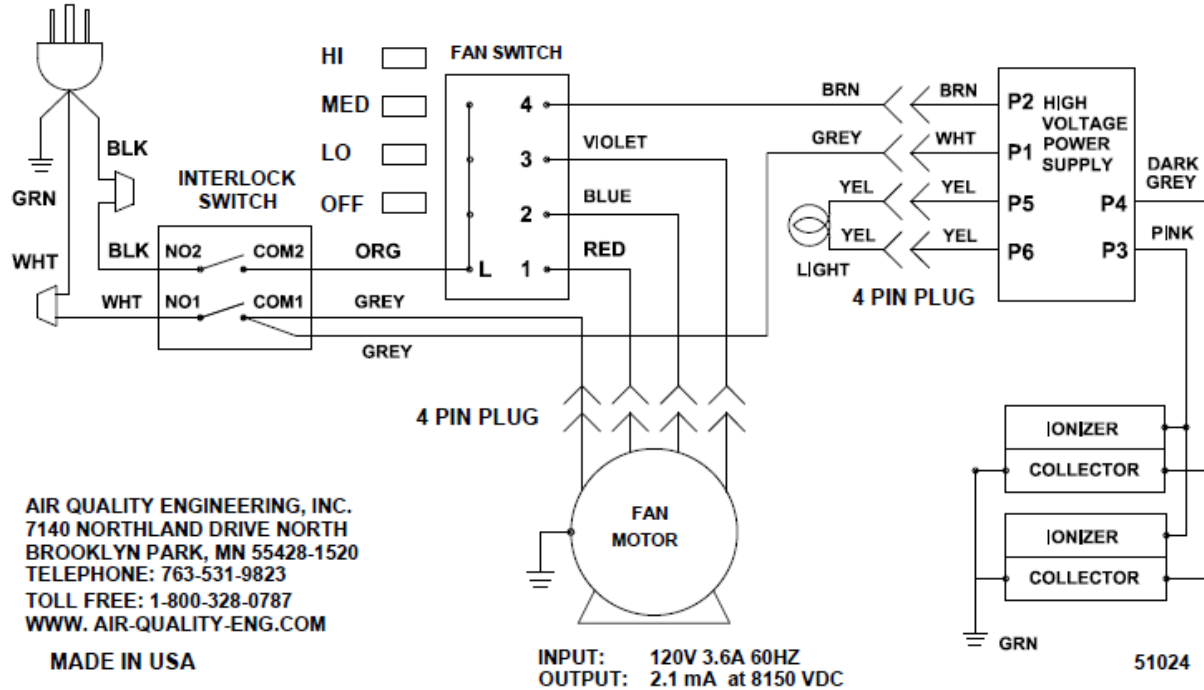 HI
FAN SWITCH
MED
LO
OFF
4
VIOLET
3
BLUE
2
RED
L 1
BLK
GRN
WHT
INTERLOCK
SWITCH
BLK NO2 COM2 ORG
WHT NO1 COM1 GREY
GREY
BRN BRN P2 HIGH
VOLTAGE
POWER
SUPPLY
GREY WHT P1
YEL YEL P5 P4 DARK
GREY
YEL YEL P6 P3 PINK
LIGHT
4 PIN PLUG
4 PIN PLUG
FAN
MOTOR
IONIZER
COLLECTOR
IONIZER
COLLECTOR
GRN
AIR QUALITY ENGINEERING, INC.
7140 NORTHLAND DRIVE NORTH
BROOKLYN PARK, MN 55428-1520
TELEPHONE: 763-531-9823
TOLL FREE: 1-800-328-0787
WWW. AIR-QUALITY-ENG.COM
MADE IN USA
INPUT: 120V 3.6A 60HZ
OUTPUT: 2.1 mA at 8150 VDC
51024